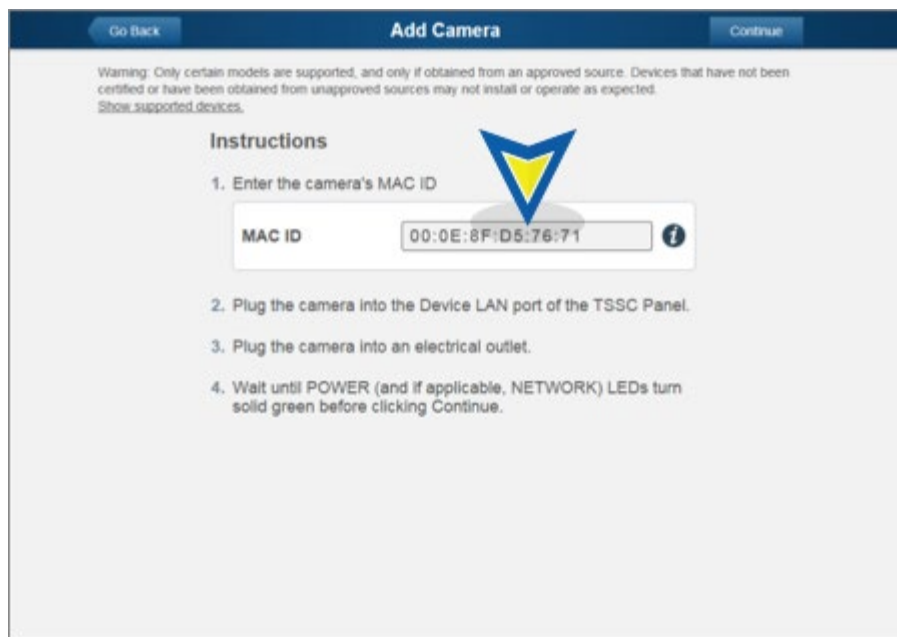 Go Back
Add Camera
Continue
Warning: Only certain models are supported, and only if obtained from an approved source. Devices that have not been
certified or have been obtained from unapproved sources may not install or operate as expected.
Show supported devices.
Instructions
1. Enter the camera's MAC ID
MAC ID 00:0E:8F:D5:76:71 i
2. Plug the camera into the Device LAN port of the TSSC Panel.
3. Plug the camera into an electrical outlet.
4. Wait until POWER (and if applicable, NETWORK) LEDs turn
solid green before clicking Continue.